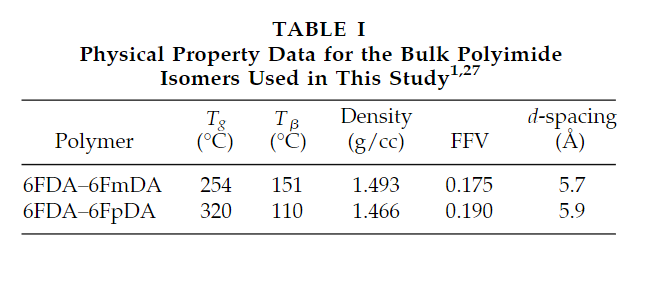 TABLE I
Physical Property Data for the Bulk Polyimide
Isomers Used in This Study1,27
Tg Tβ Density d-spacing
Polymer (°C) (°C) (g/cc) FFV (Å)
6FDA–6FmDA 254 151 1.493 0.175 5.7
6FDA–6FpDA 320 110 1.466 0.190 5.9